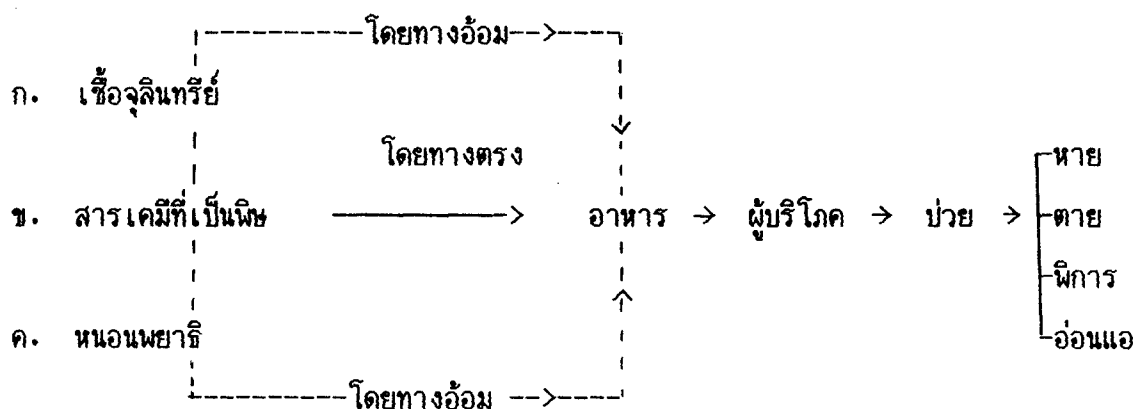 โดยทางอ้อม
ก. เชื้อจุลินทรีย์
โดยทางตรง
หาย
ข. สารเคมีที่เป็นพิษ อาหาร ผู้บริโภค ป่วย ตาย
พิการ
ค. หนอนพยาธิ อ่อนแอ
โดยทางอ้อม